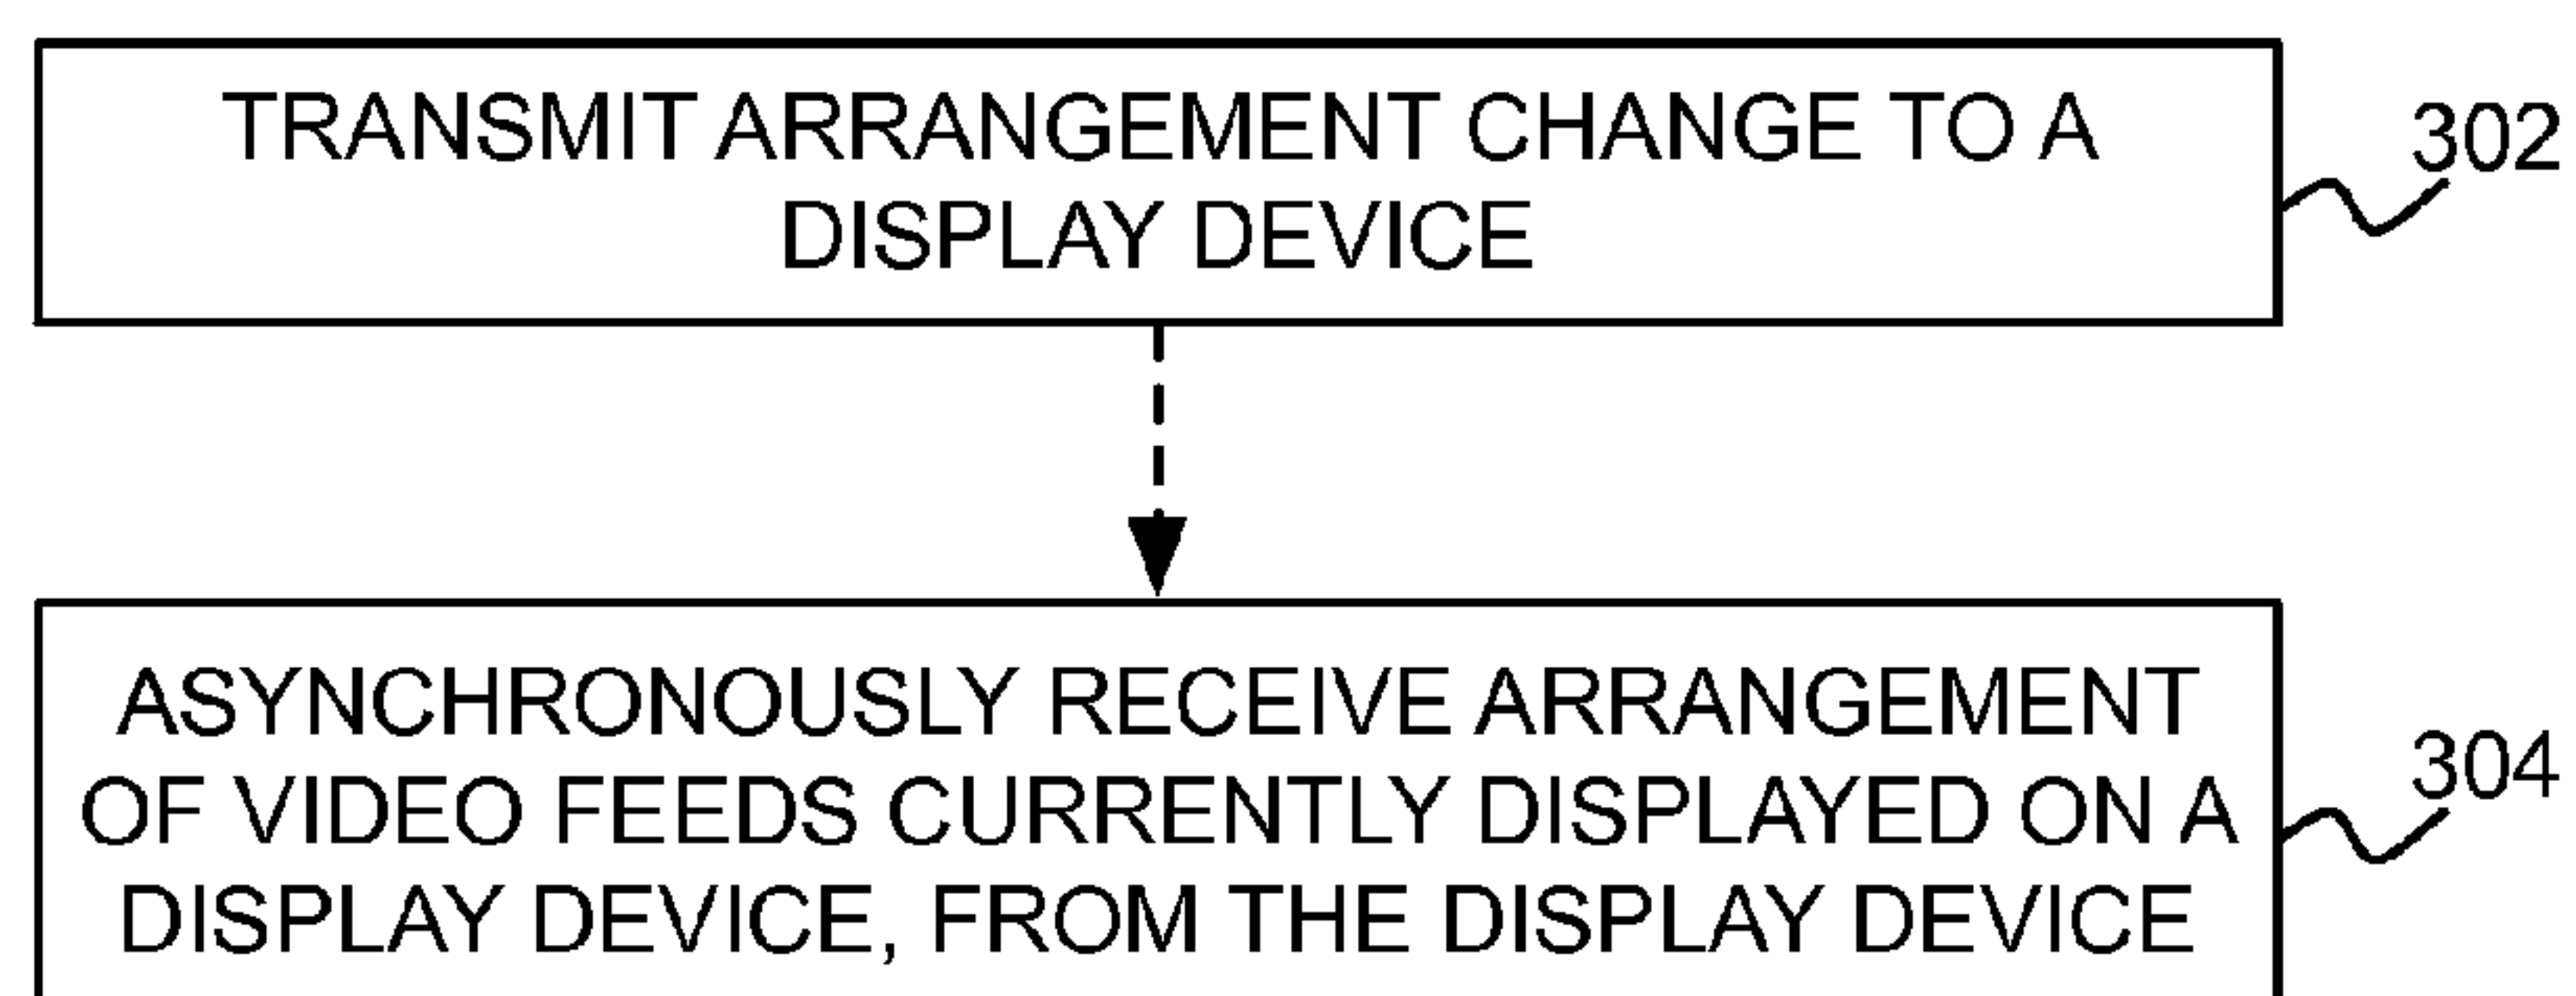 TRANSMIT ARRANGEMENT CHANGE TO A
DISPLAY DEVICE
302
ASYNCHRONOUSLY RECEIVE ARRANGEMENT
OF VIDEO FEEDS CURRENTLY DISPLAYED ON A
DISPLAY DEVICE, FROM THE DISPLAY DEVICE
304